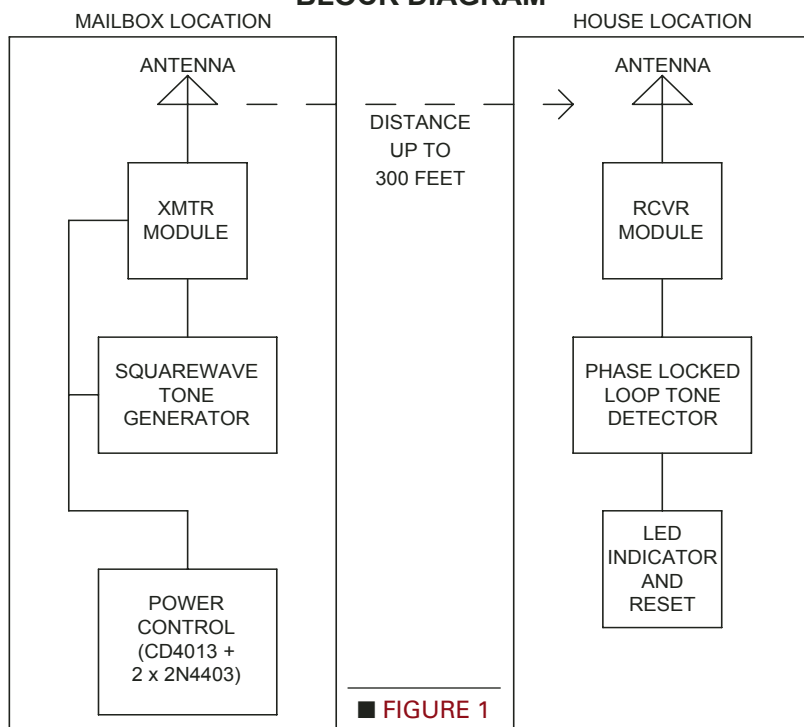 BLOCK DIAGRAM
MAILBOX LOCATION
ANTENNA
XMTR
MODULE
SQUAREWAVE
TONE
GENERATOR
POWER
CONTROL
(CD4013 +
2 x 2N4403)
DISTANCE
UP TO
300 FEET
HOUSE LOCATION
ANTENNA
RCVR
MODULE
PHASE LOCKED
LOOP TONE
DETECTOR
LED
INDICATOR
AND
RESET
■ FIGURE 1